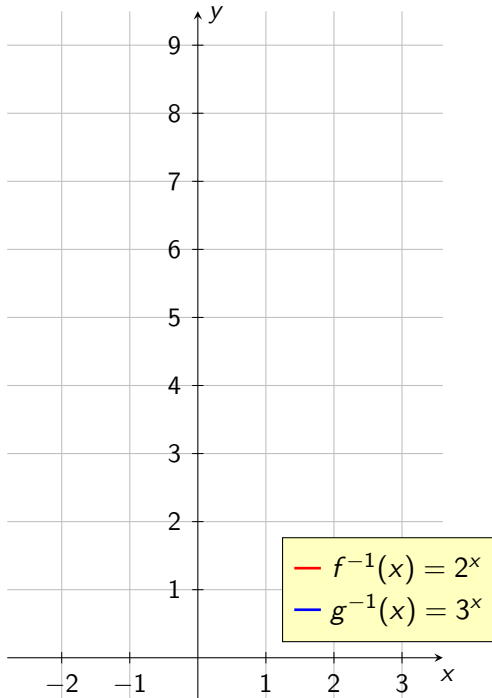 y
9
8
7
6
5
4
3
2
1
f⁻¹(x) = 2ˣ
g⁻¹(x) = 3ˣ
−2 −1 1 2 3 x